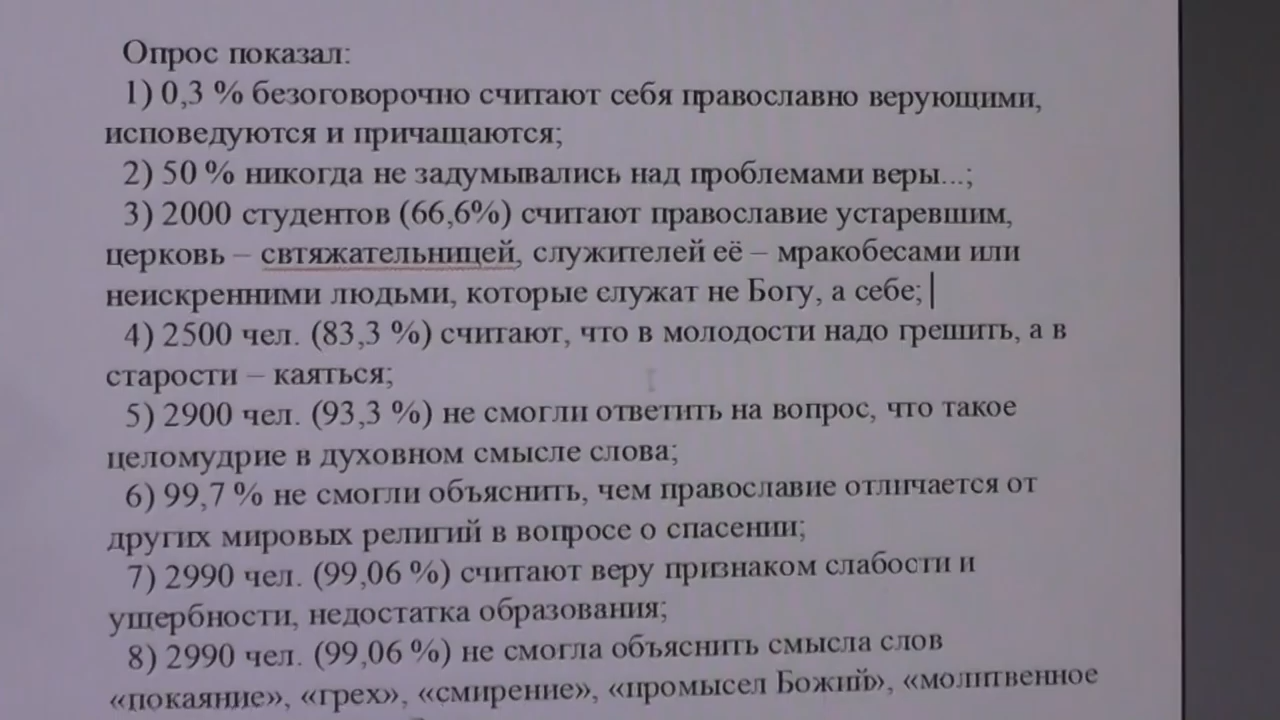 Опрос показал:
1) 0,3 % безоговорочно считают себя православно верующими,
исповедуются и причащаются;
2) 50 % никогда не задумывались над проблемами веры...;
3) 2000 студентов (66,6%) считают православие устаревшим,
церковь – свтяжательницей, служителей её – мракобесами или
неискренними людьми, которые служат не Богу, а себе;
4) 2500 чел. (83,3 %) считают, что в молодости надо грешить, а в
старости – каяться;
5) 2900 чел. (93,3 %) не смогли ответить на вопрос, что такое
целомудрие в духовном смысле слова;
6) 99,7 % не смогли объяснить, чем православие отличается от
других мировых религий в вопросе о спасении;
7) 2990 чел. (99,06 %) считают веру признаком слабости и
ущербности, недостатка образования;
8) 2990 чел. (99,06 %) не смогла объяснить смысла слов
«покаяние», «грех», «смирение», «промысел Божий», «молитвенное